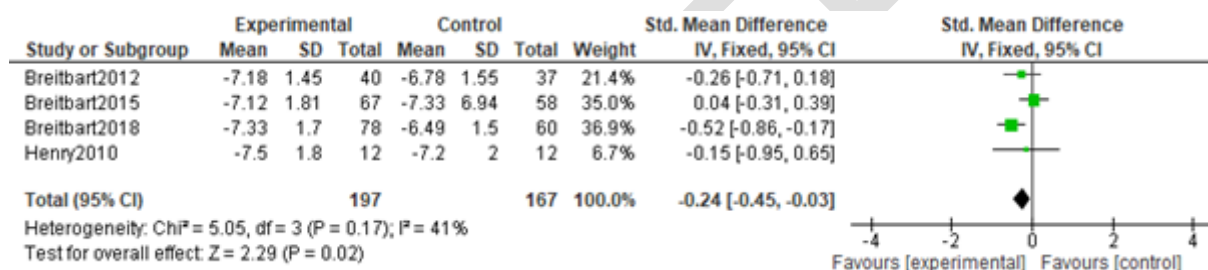 Experimental Control Std. Mean Difference Std. Mean Difference
Study or Subgroup Mean SD Total Mean SD Total Weight IV, Fixed, 95% CI IV, Fixed, 95% CI
Breitbart2012 -7.18 1.45 40 -6.78 1.55 37 21.4% -0.26 [-0.71, 0.18]
Breitbart2015 -7.12 1.81 67 -7.33 6.94 58 35.0% 0.04 [-0.31, 0.39]
Breitbart2018 -7.33 1.7 78 -6.49 1.5 60 36.9% -0.52 [-0.86, -0.17]
Henry2010 -7.5 1.8 12 -7.2 2 12 6.7% -0.15 [-0.95, 0.65]
Total (95% CI) 197 167 100.0% -0.24 [-0.45, -0.03]
Heterogeneity: Chi² = 5.05, df = 3 (P = 0.17); I² = 41%
Test for overall effect: Z = 2.29 (P = 0.02)
-4 -2 0 2 4
Favours [experimental] Favours [control]